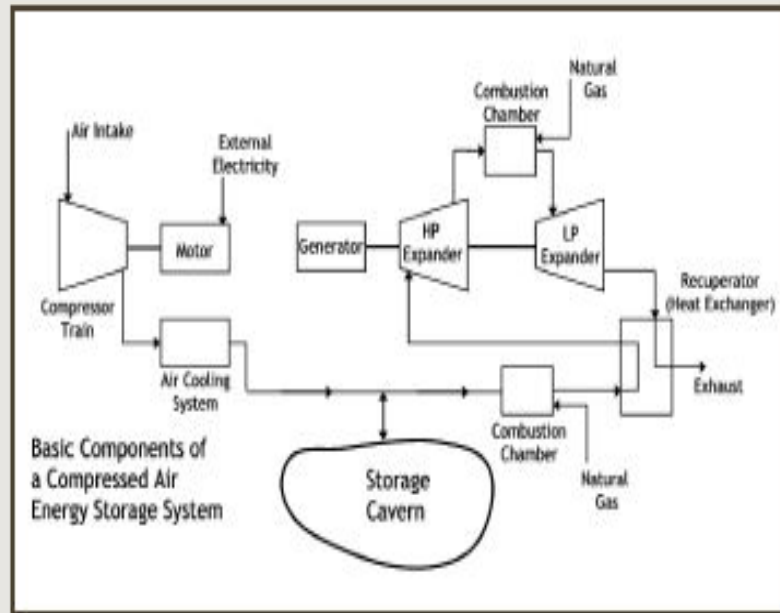 Natural
Gas
Combustion
Chamber
Air Intake
External
Electricity
Motor
Generator
HP
Expander
LP
Expander
Compressor
Train
Recuperator
(Heat Exchanger)
Air Cooling
System
Exhaust
Combustion
Chamber
Natural
Gas
Basic Components of
a Compressed Air
Energy Storage System
Storage
Cavern